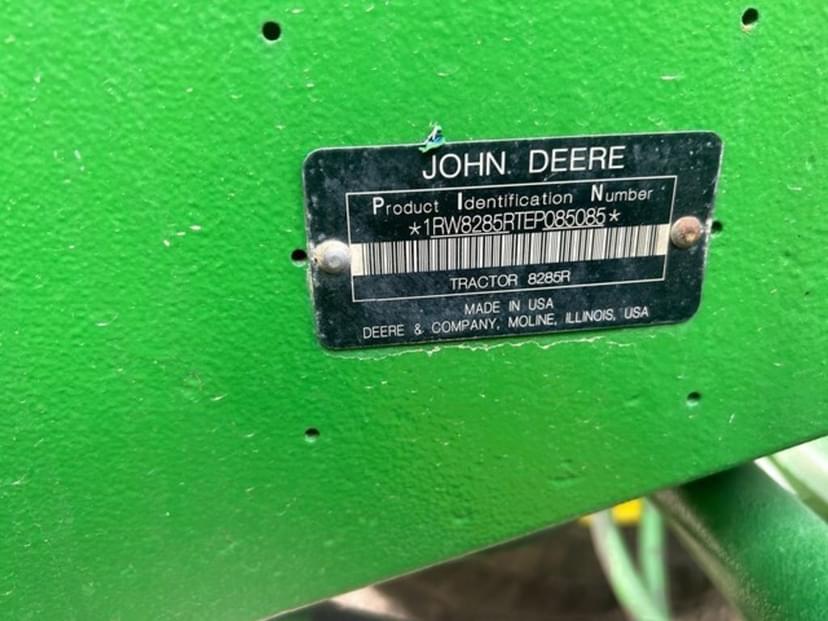 JOHN DEERE
Product Identification Number
*1RW8285RTEP085085*
TRACTOR 8285R
MADE IN USA
DEERE & COMPANY, MOLINE, ILLINOIS, USA